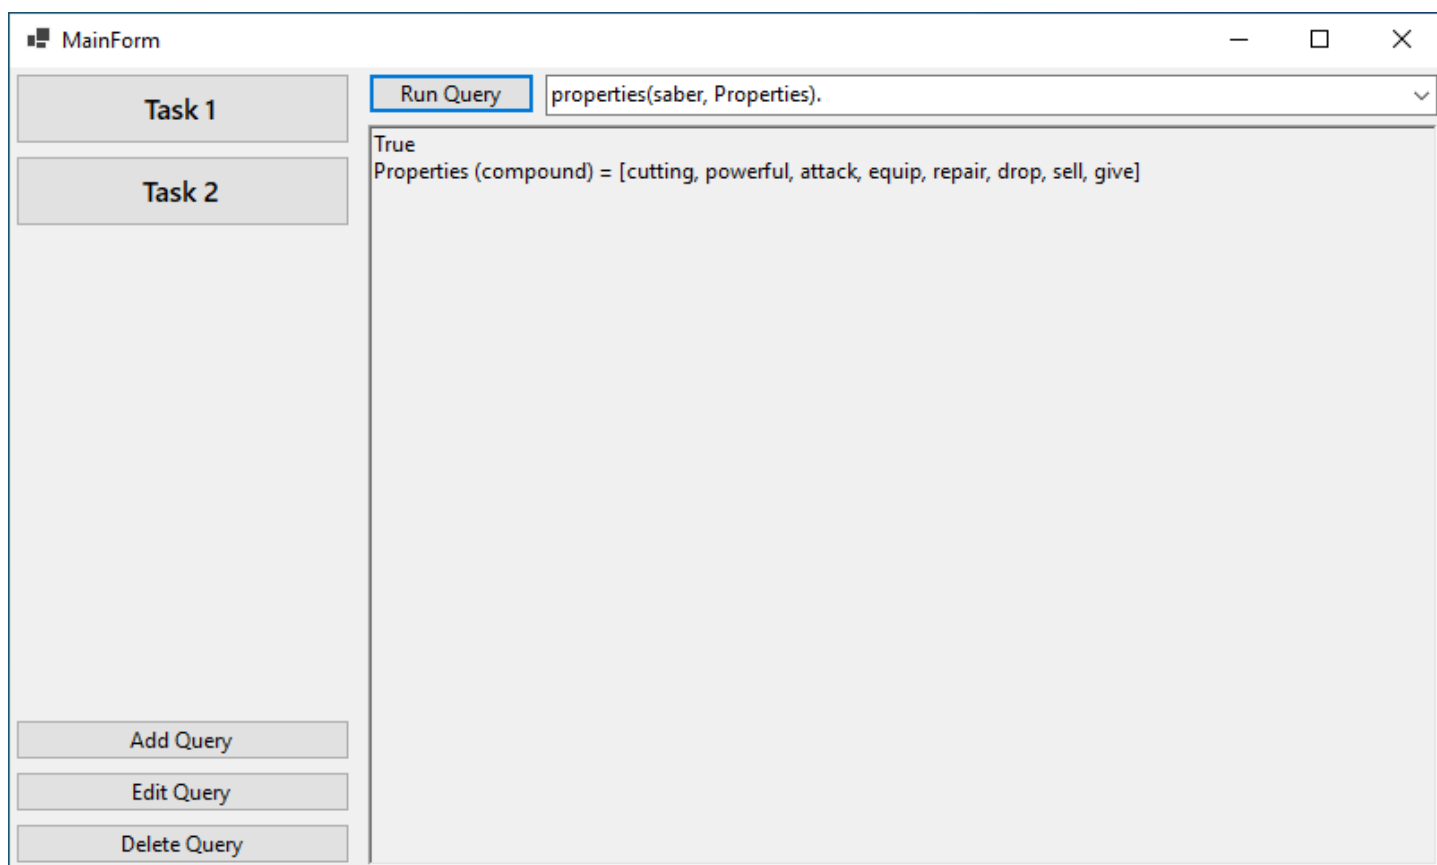 MainForm
Task 1
Task 2
Run Query
properties(saber, Properties).
True
Properties (compound) = [cutting, powerful, attack, equip, repair, drop, sell, give]
Add Query
Edit Query
Delete Query